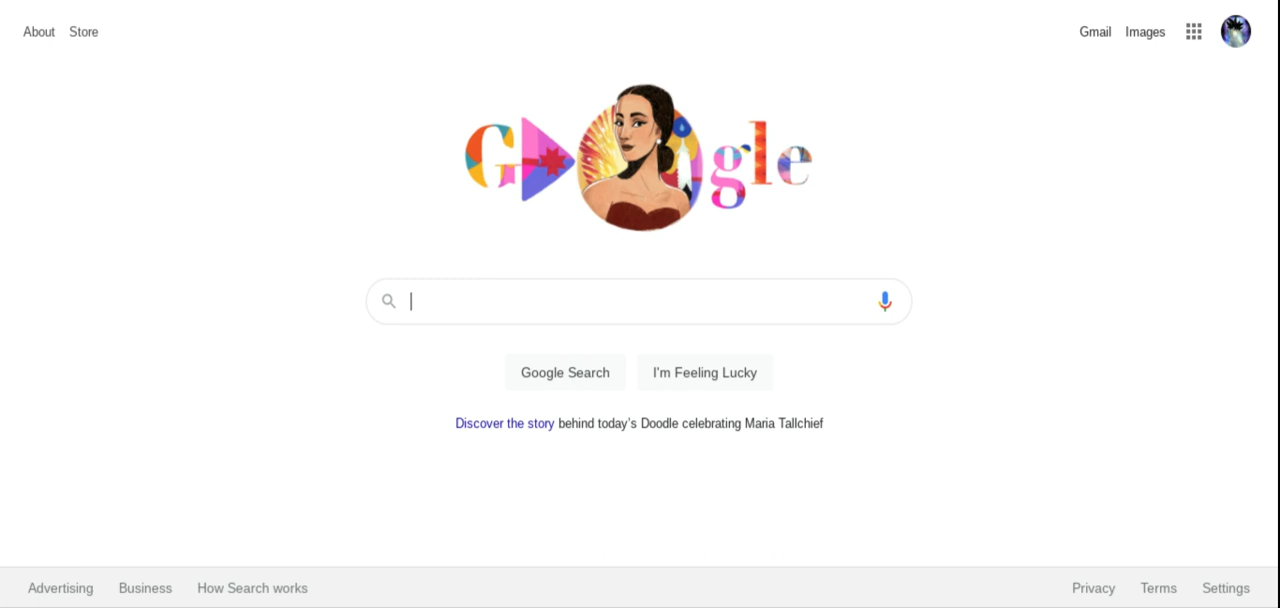 About Store
Gmail Images
Google
Google Search
I'm Feeling Lucky
Discover the story behind today's Doodle celebrating Maria Tallchief
Advertising Business How Search works
Privacy Terms Settings